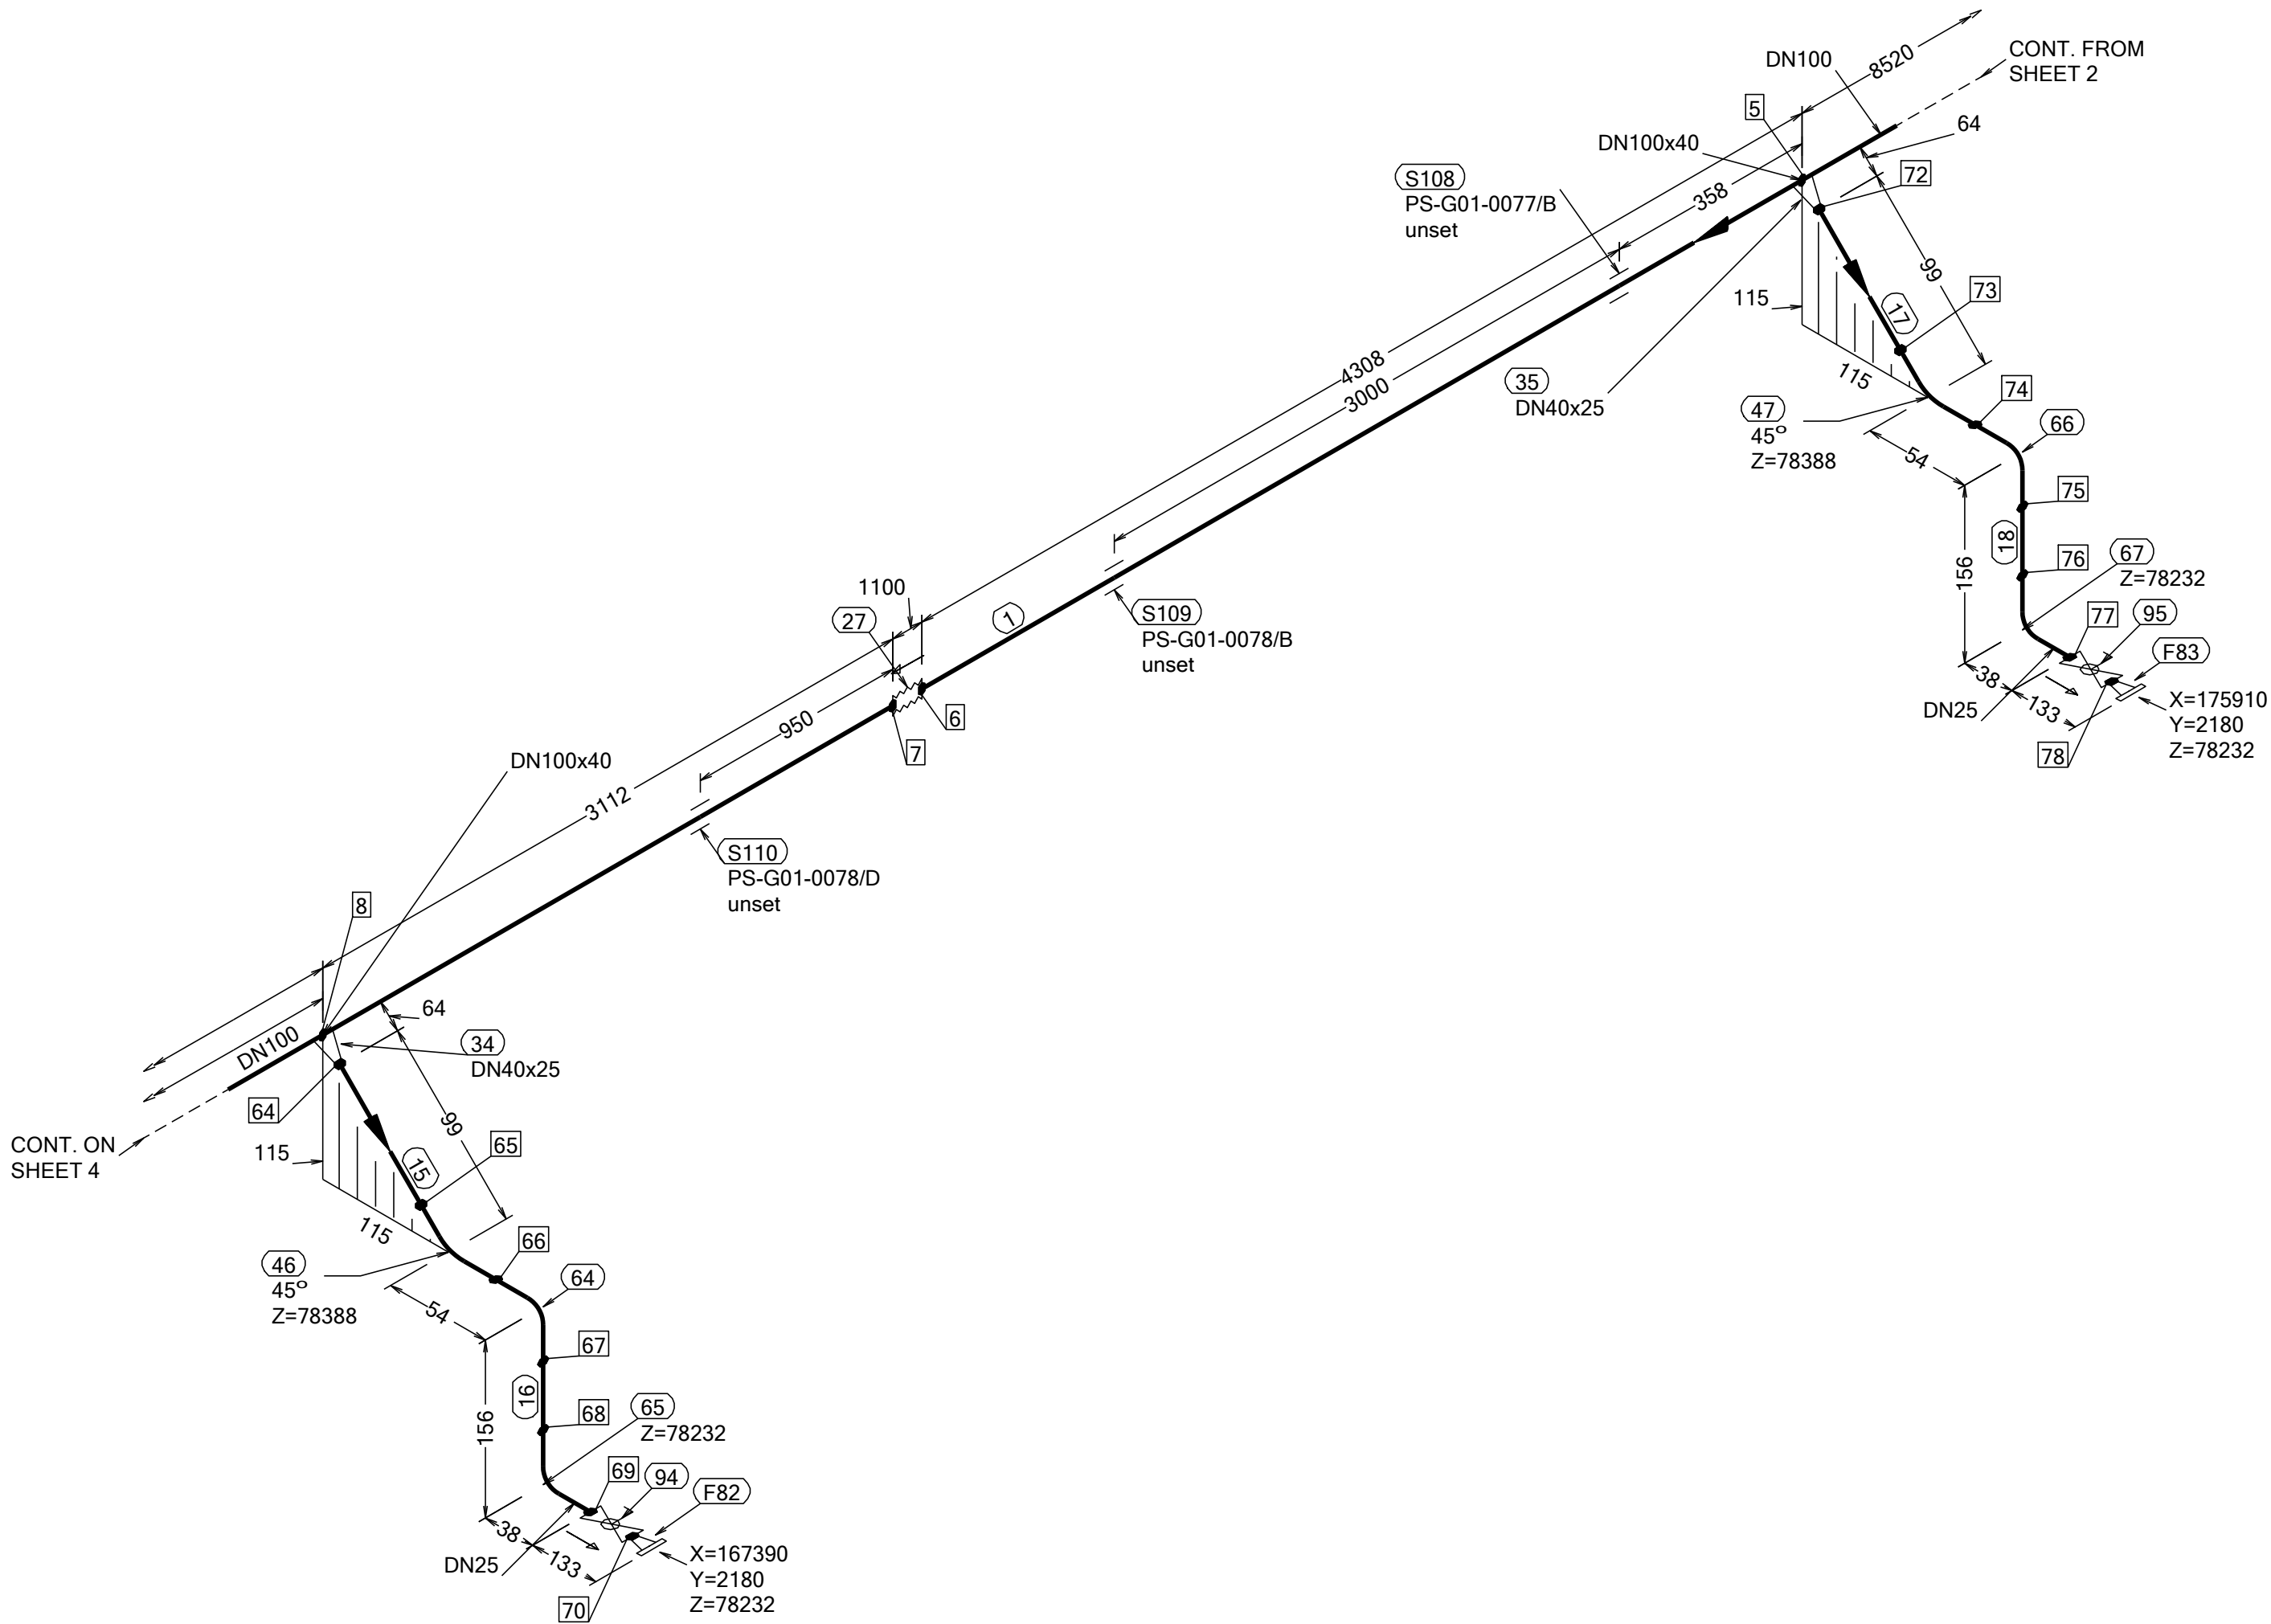 8520
CONT. FROM
SHEET 2
DN100
5
64
DN100x40
72
S108
PS-G01-0077/B
unset
358
99
73
115
17
4308
3000
115
35
DN40x25
74
47
45°
Z=78388
66
54
75
18
156
76
67
Z=78232
1100
27
1
S109
PS-G01-0078/B
unset
77
95
F83
38
133
DN25
X=175910
Y=2180
Z=78232
78
6
950
7
DN100x40
3112
S110
PS-G01-0078/D
unset
8
64
DN100
34
DN40x25
64
99
CONT. ON
SHEET 4
115
15
65
115
66
46
45°
Z=78388
64
54
67
16
156
68
65
Z=78232
69
94
F82
38
133
DN25
X=167390
Y=2180
Z=78232
70